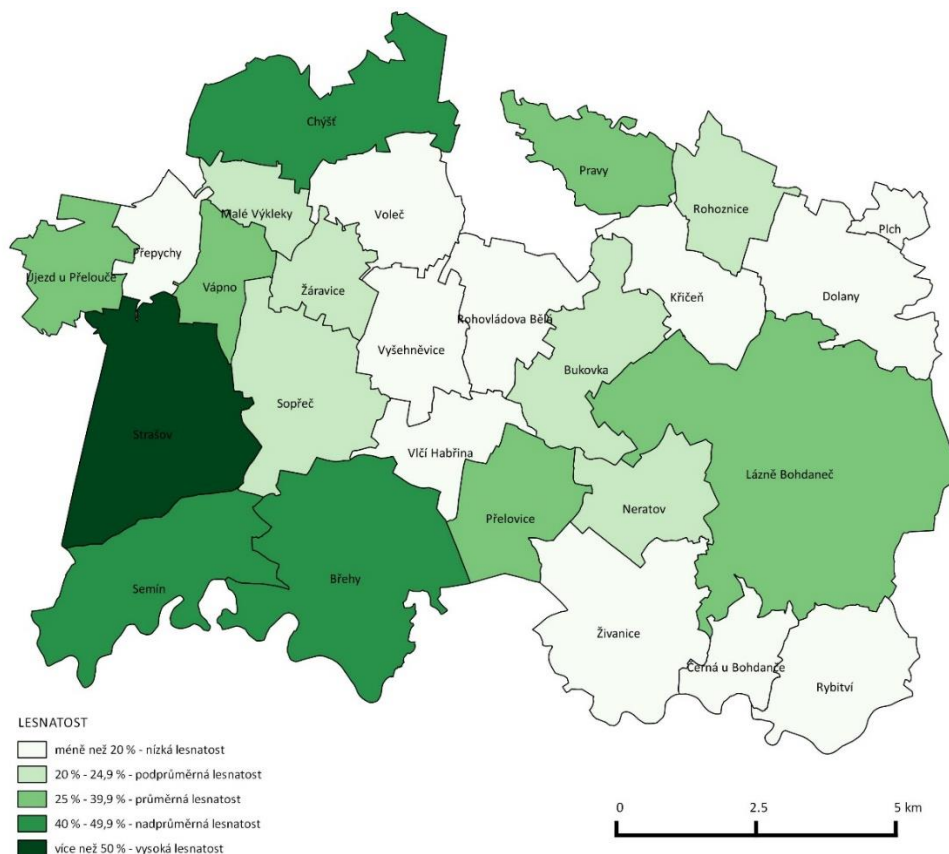 Chýšť
Pravy
Rohoznice
Malé Výkleky
Voleč
Plch
Přepychy
Újezd u Přelouče
Vápno
Žáravice
Křičeň
Dolany
Rohovládova Bělá
Vyšehněvice
Bukovka
Sopřeč
Strašov
Vlčí Habřina
Lázně Bohdaneč
Přelovice
Neratov
Semín
Břehy
Živanice
Černá u Bohdanče
Rybitví
LESNATOST
méně než 20 % - nízká lesnatost
20 % - 24,9 % - podprůměrná lesnatost
25 % - 39,9 % - průměrná lesnatost
40 % - 49,9 % - nadprůměrná lesnatost
více než 50 % - vysoká lesnatost
0 2.5 5 km